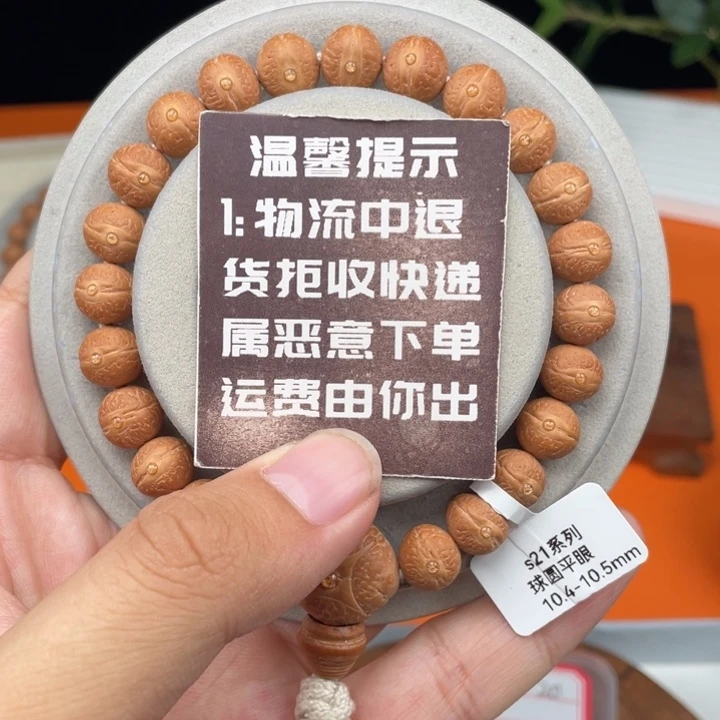 温馨提示
1:物流中退
货拒收快递
属恶意下单
运费由你出
s21系列
球圆平眼
10.4-10.5mm